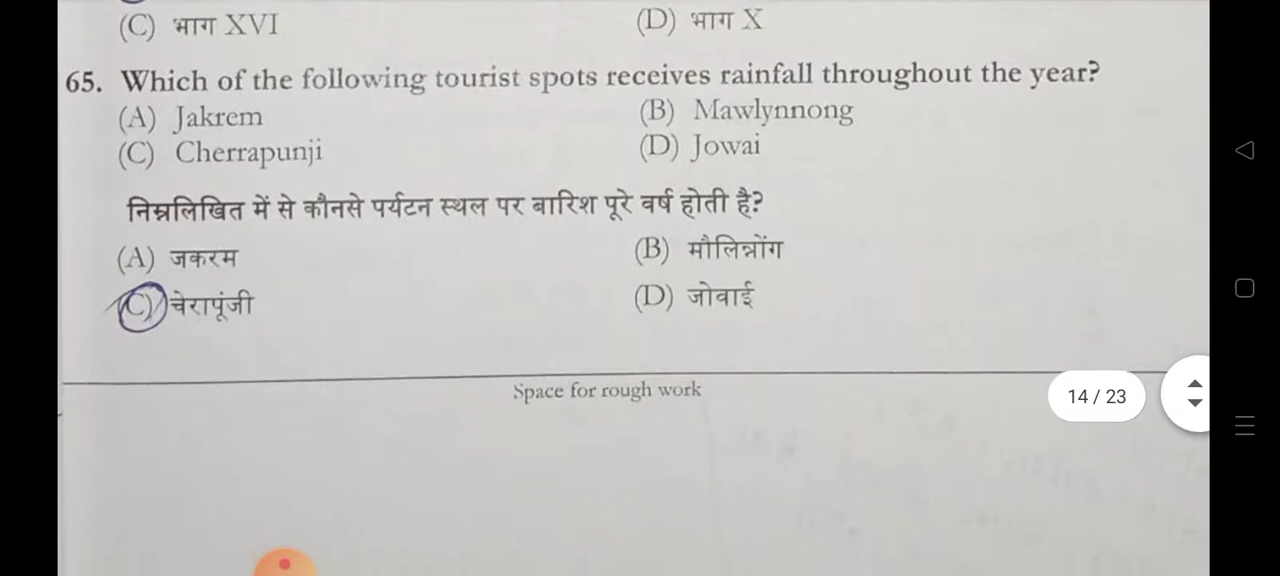 (C) भाग XVI (D) भाग X
65. Which of the following tourist spots receives rainfall throughout the year?
(A) Jakrem (B) Mawlynnong
(C) Cherrapunji (D) Jowai
निम्नलिखित में से कौनसे पर्यटन स्थल पर बारिश पूरे वर्ष होती है?
(A) जकरम (B) मौलिन्नोंग
(C) चेरापूंजी (D) जोवाई
Space for rough work
14 / 23